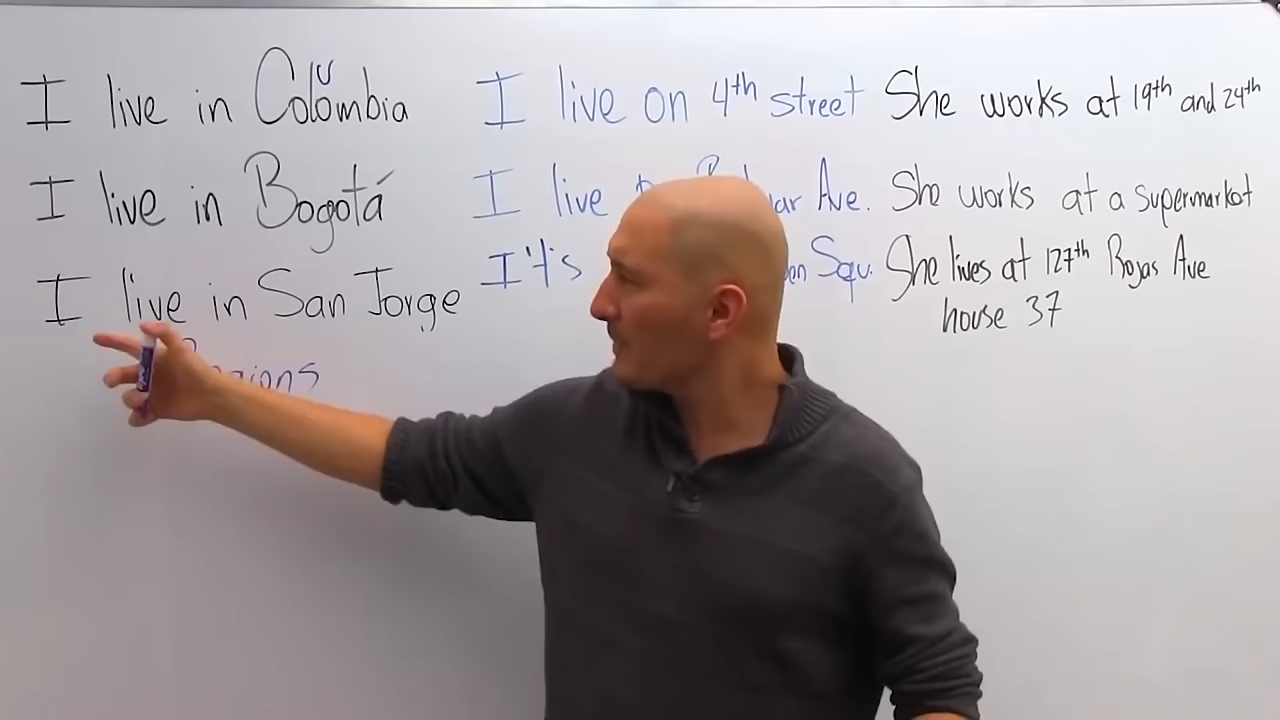 I live in Colombia
u
I live in Bogotá
I live in San Jorge
I live on 4th street
I live Ave.
It's Squ.
She works at 19th and 24th
She works at a supermarket
She lives at 127th Rojas Ave
house 37